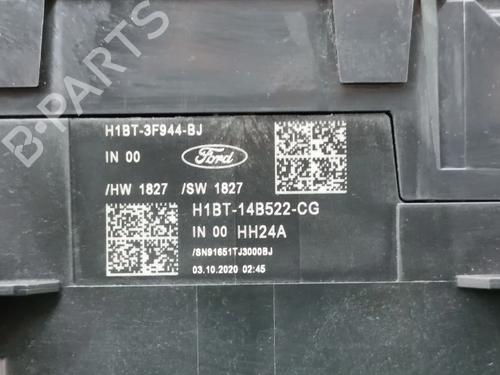 B-PARTS
H1BT-3F944-BJ
IN 00
Ford
/HW 1827 /SW 1827
H1BT-14B522-CG
IN 00 HH24A
/SN91651TJ3000BJ
03.10.2020 02:45